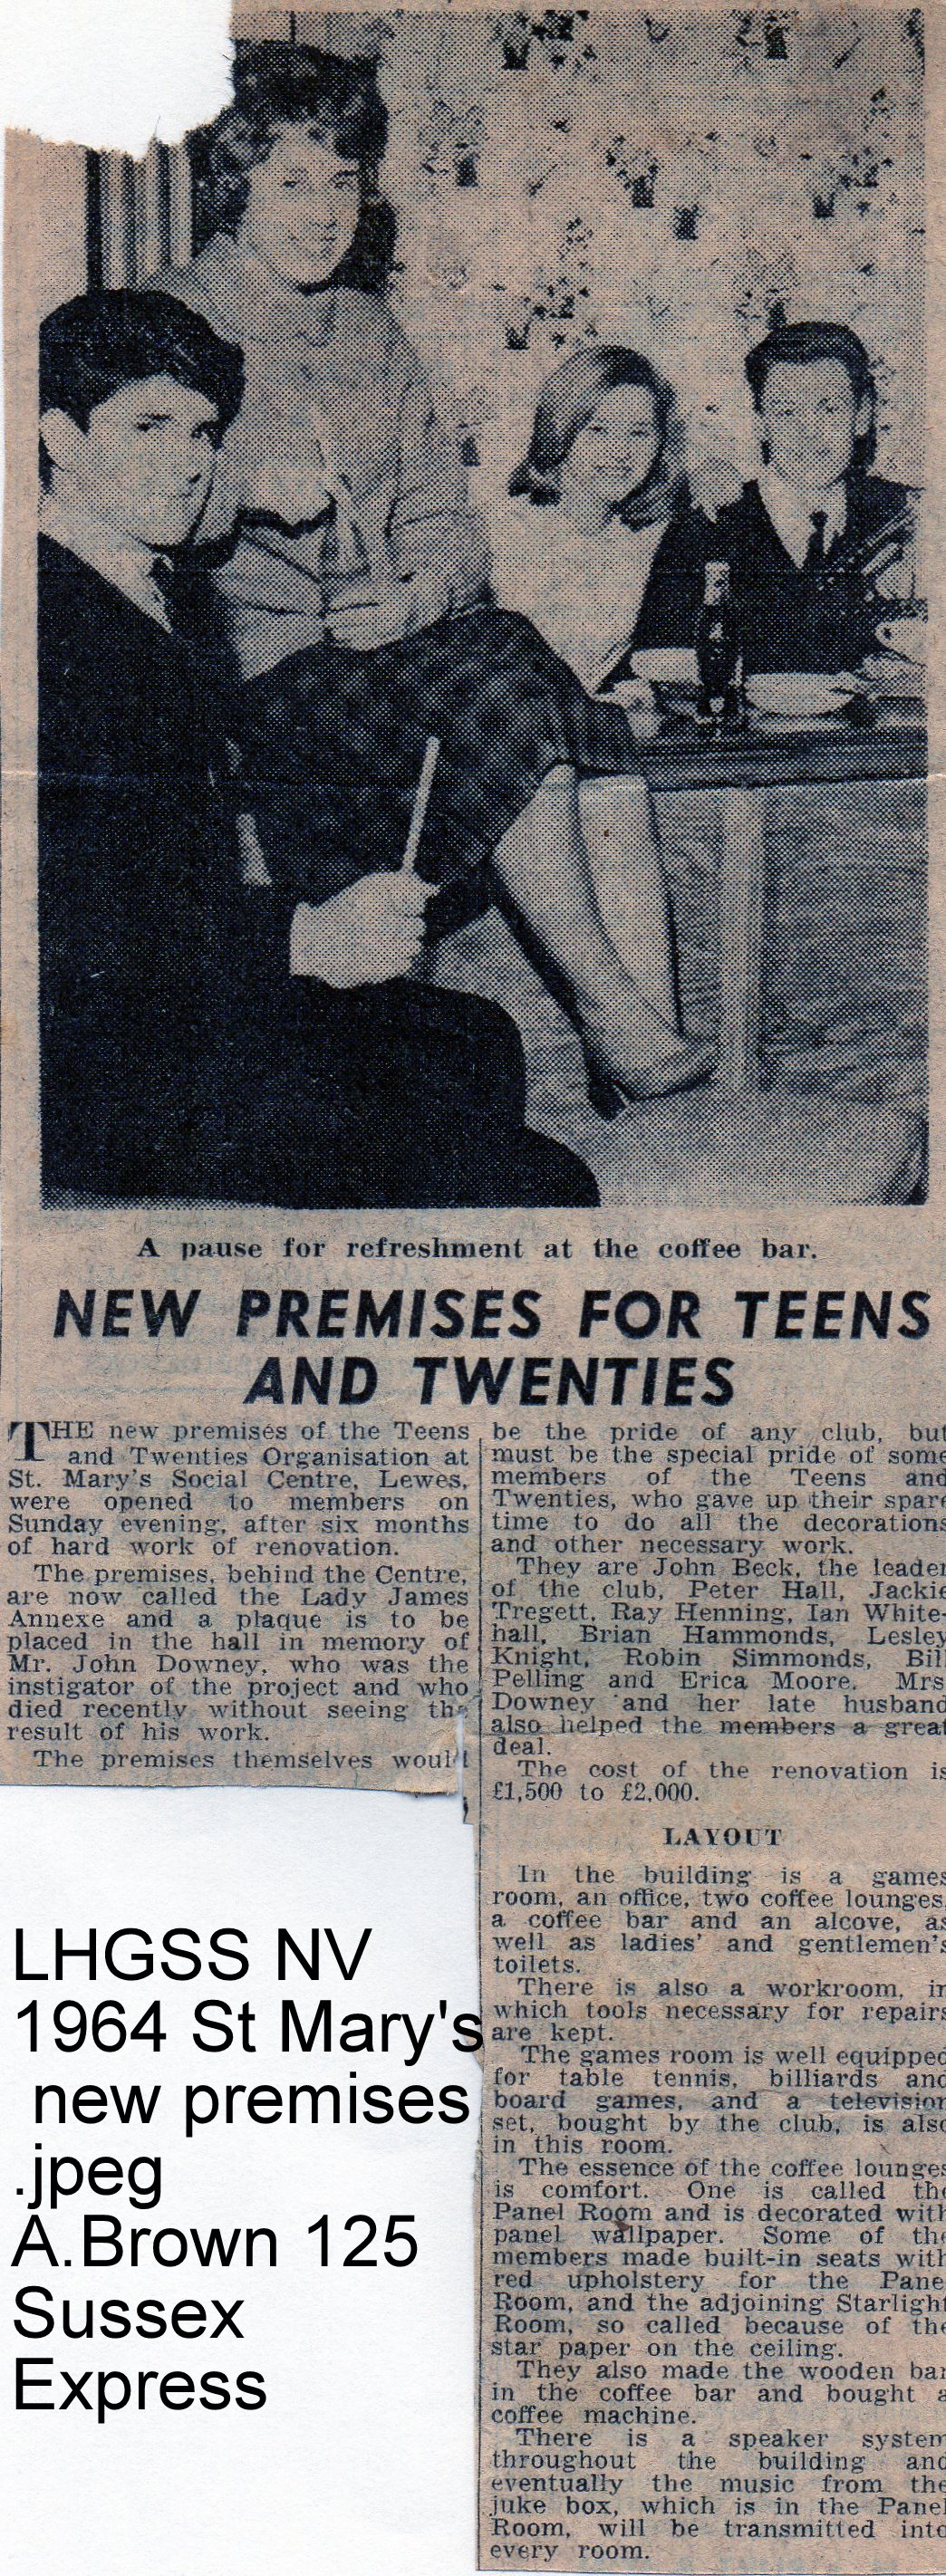 A pause for refreshment at the coffee bar.
NEW PREMISES FOR TEENS
AND TWENTIES
THE new premises of the Teens
and Twenties Organisation at
St. Mary's Social Centre, Lewes,
were opened to members on
Sunday evening, after six months
of hard work of renovation.
The premises, behind the Centre,
are now called the Lady James
Annexe and a plaque is to be
placed in the hall in memory of
Mr. John Downey, who was the
instigator of the project and who
died recently without seeing the
result of his work.
The premises themselves would
be the pride of any club, but
must be the special pride of some
members of the Teens and
Twenties, who gave up their spare
time to do all the decorations
and other necessary work.
They are John Beck, the leader
of the club, Peter Hall, Jackie
Tregett, Ray Henning, Ian White-
hall, Brian Hammonds, Lesley
Knight, Robin Simmonds, Bill
Pelling and Erica Moore. Mrs
Downey and her late husband
also helped the members a great
deal.
The cost of the renovation is
£1,500 to £2,000.
LAYOUT
In the building is a games
room, an office, two coffee lounges,
a coffee bar and an alcove, as
well as ladies' and gentlemen's
toilets.
There is also a workroom, in
which tools necessary for repairs
are kept.
The games room is well equipped
for table tennis, billiards and
board games, and a television
set, bought by the club, is also
in this room.
The essence of the coffee lounges
is comfort. One is called the
Panel Room and is decorated with
panel wallpaper. Some of the
members made built-in seats with
red upholstery for the Panel
Room, and the adjoining Starlight
Room, so called because of the
star paper on the ceiling.
They also made the wooden bar
in the coffee bar and bought a
coffee machine.
There is a speaker system
throughout the building and
eventually the music from the
juke box, which is in the Panel
Room, will be transmitted into
every room.
LHGSS NV
1964 St Mary's
new premises
.jpeg
A.Brown 125
Sussex
Express